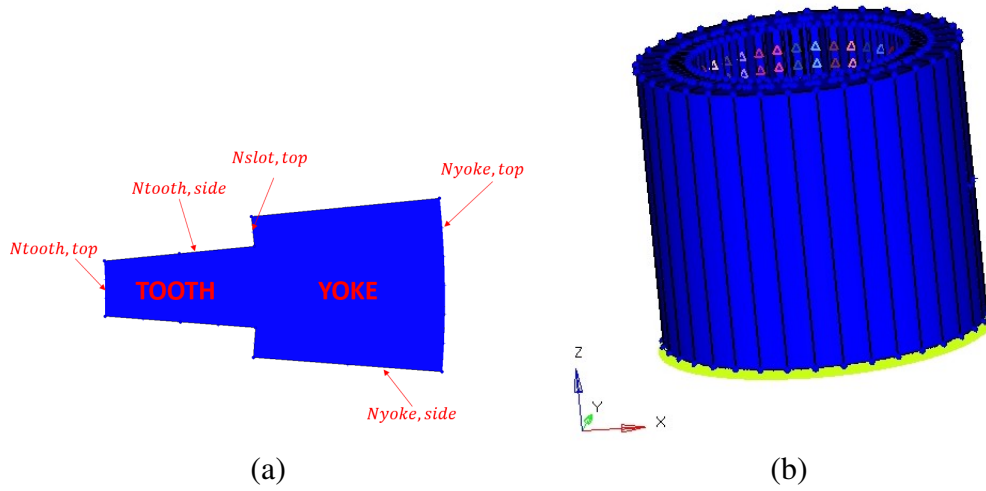 Nslot, top
Nyoke, top
Ntooth, side
Ntooth, top
TOOTH
YOKE
Nyoke, side
Z
Y
X
(a)
(b)